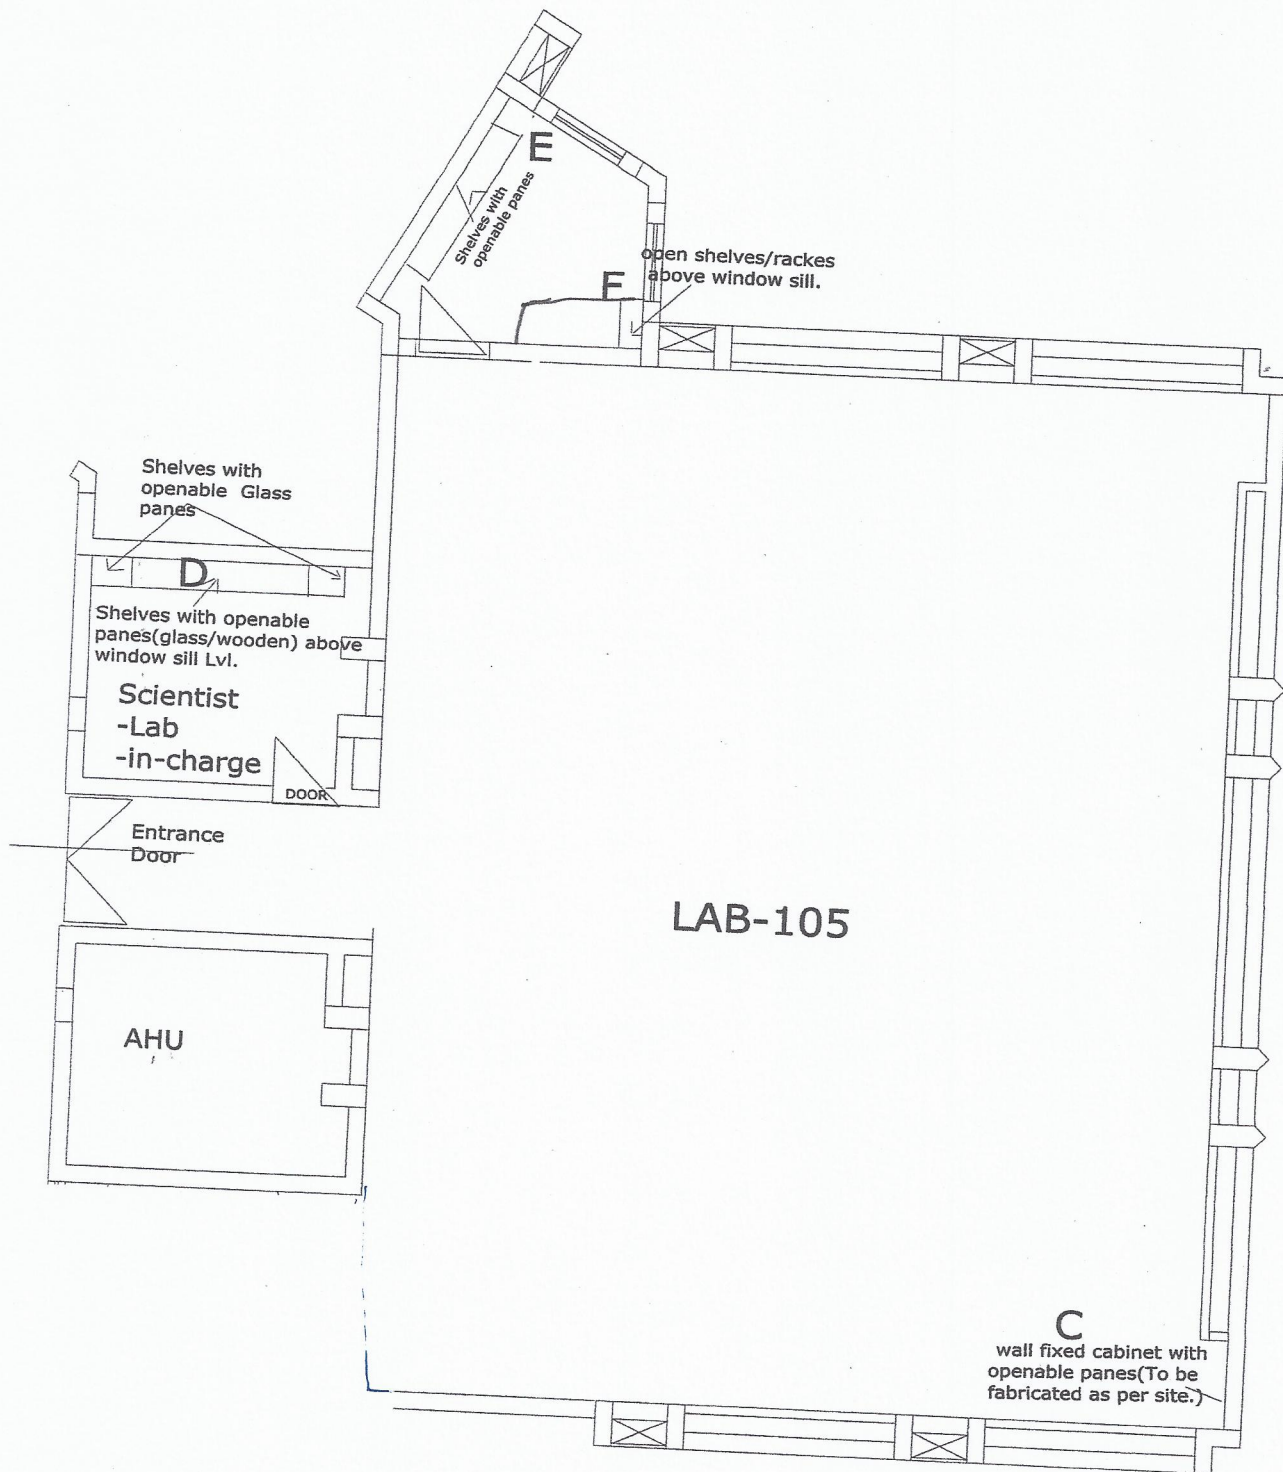 E
Shelves with
openable panes
open shelves/rackes
above window sill.
F
Shelves with
openable Glass
panes
D
Shelves with openable
panes(glass/wooden) above
window sill Lvl.
Scientist
-Lab
-in-charge
DOOR
Entrance
Door
LAB-105
AHU
C
wall fixed cabinet with
openable panes(To be
fabricated as per site.)